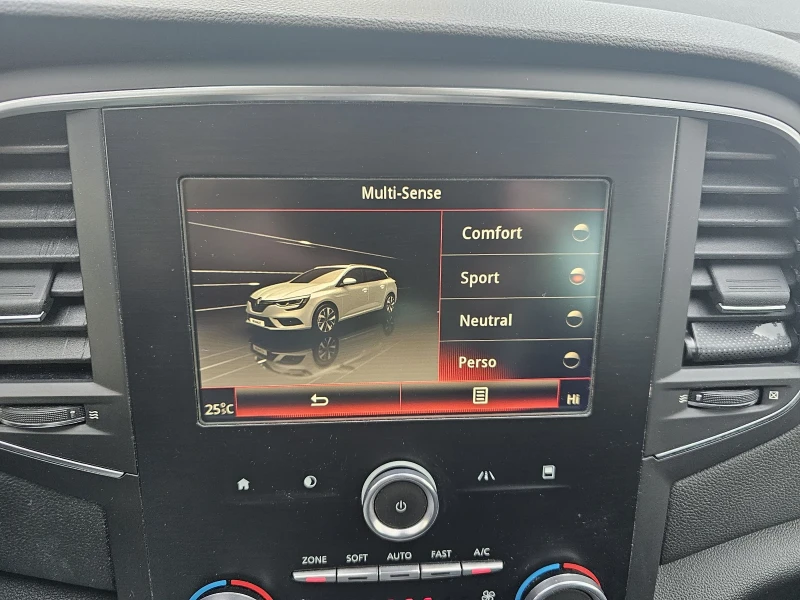 Multi-Sense
Comfort
Sport
Neutral
Perso
25°C
Hi
ZONE SOFT AUTO FAST A/C